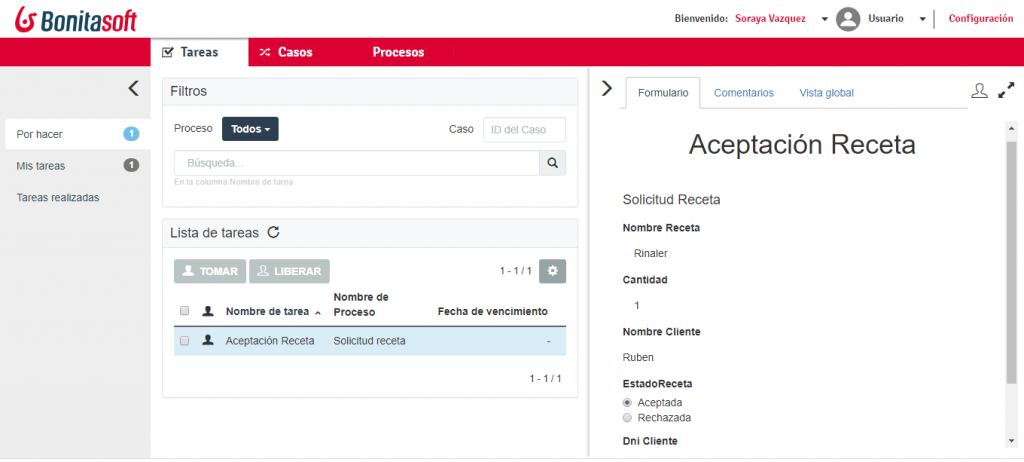 Bonitasoft
Bienvenido: Soraya Vazquez
Usuario
Configuración
Tareas
Casos
Procesos
Por hacer 1
Mis tareas 1
Tareas realizadas
Filtros
Proceso Todos
Caso ID del Caso
Búsqueda...
En la columna Nombre de tarea
Lista de tareas
TOMAR LIBERAR 1 - 1 / 1
Nombre de tarea
Nombre de
Proceso
Fecha de vencimiento
Aceptación Receta Solicitud receta -
1 - 1 / 1
Formulario Comentarios Vista global
Aceptación Receta
Solicitud Receta
Nombre Receta
Rinaler
Cantidad
1
Nombre Cliente
Ruben
EstadoReceta
Aceptada
Rechazada
Dni Cliente